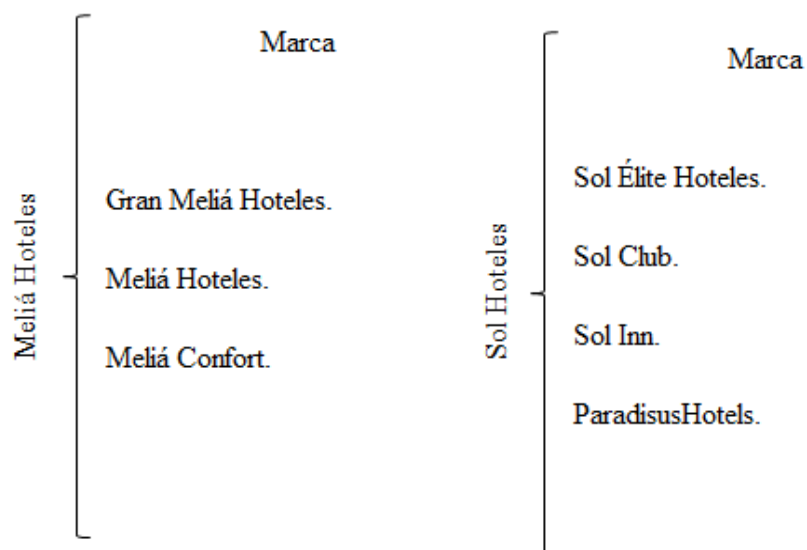 Meliá Hoteles
Marca
Gran Meliá Hoteles.
Meliá Hoteles.
Meliá Confort.
Sol Hoteles
Marca
Sol Élite Hoteles.
Sol Club.
Sol Inn.
ParadisusHotels.